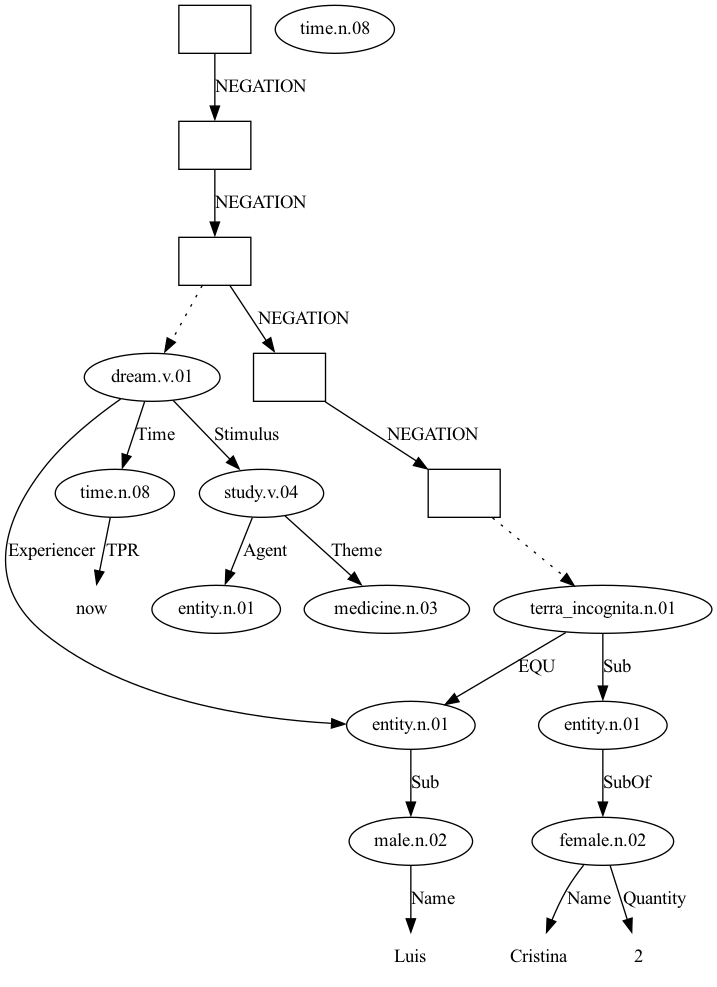 time.n.08
NEGATION
NEGATION
NEGATION
dream.v.01
NEGATION
Time
Stimulus
time.n.08
study.v.04
Experiencer
TPR
Agent
Theme
now
entity.n.01
medicine.n.03
terra_incognita.n.01
EQU
Sub
entity.n.01
entity.n.01
Sub
SubOf
male.n.02
female.n.02
Name
Name
Quantity
Luis
Cristina
2